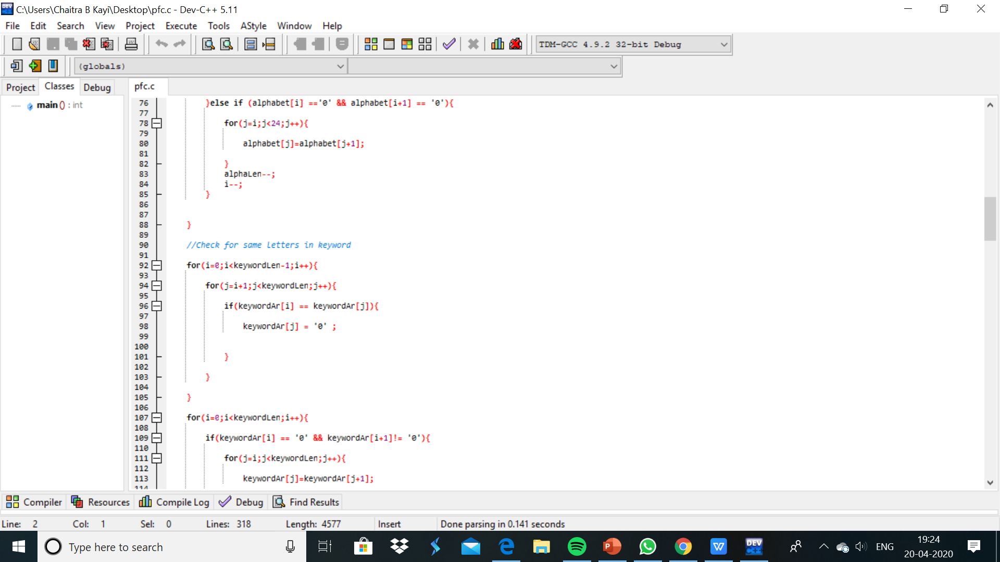 C:\Users\Chaitra B Kayi\Desktop\pfc.c - Dev-C++ 5.11
File Edit Search View Project Execute Tools AStyle Window Help
TDM-GCC 4.9.2 32-bit Debug
(globals)
Project Classes Debug pfc.c
main() : int
76 }else if (alphabet[i] =='0' && alphabet[i+1] == '0'){
77
78 for(j=i;j<24;j++){
79
80 alphabet[j]=alphabet[j+1];
81
82 }
83 alphaLen--;
84 i--;
85 }
86
87
88 }
89
90 //Check for same letters in keyword
91
92 for(i=0;i<keywordLen-1;i++){
93
94 for(j=i+1;j<keywordLen;j++){
95
96 if(keywordAr[i] == keywordAr[j]){
97
98 keywordAr[j] = '0' ;
99
100
101 }
102
103 }
104
105 }
106
107 for(i=0;i<keywordLen;i++){
108
109 if(keywordAr[i] == '0' && keywordAr[i+1]!= '0'){
110
111 for(j=i;j<keywordLen;j++){
112
113 keywordAr[j]=keywordAr[j+1];
114
Compiler Resources Compile Log Debug Find Results
Line: 2 Col: 1 Sel: 0 Lines: 318 Length: 4577 Insert Done parsing in 0.141 seconds
Type here to search
DEV C++
ENG
19:24
20-04-2020